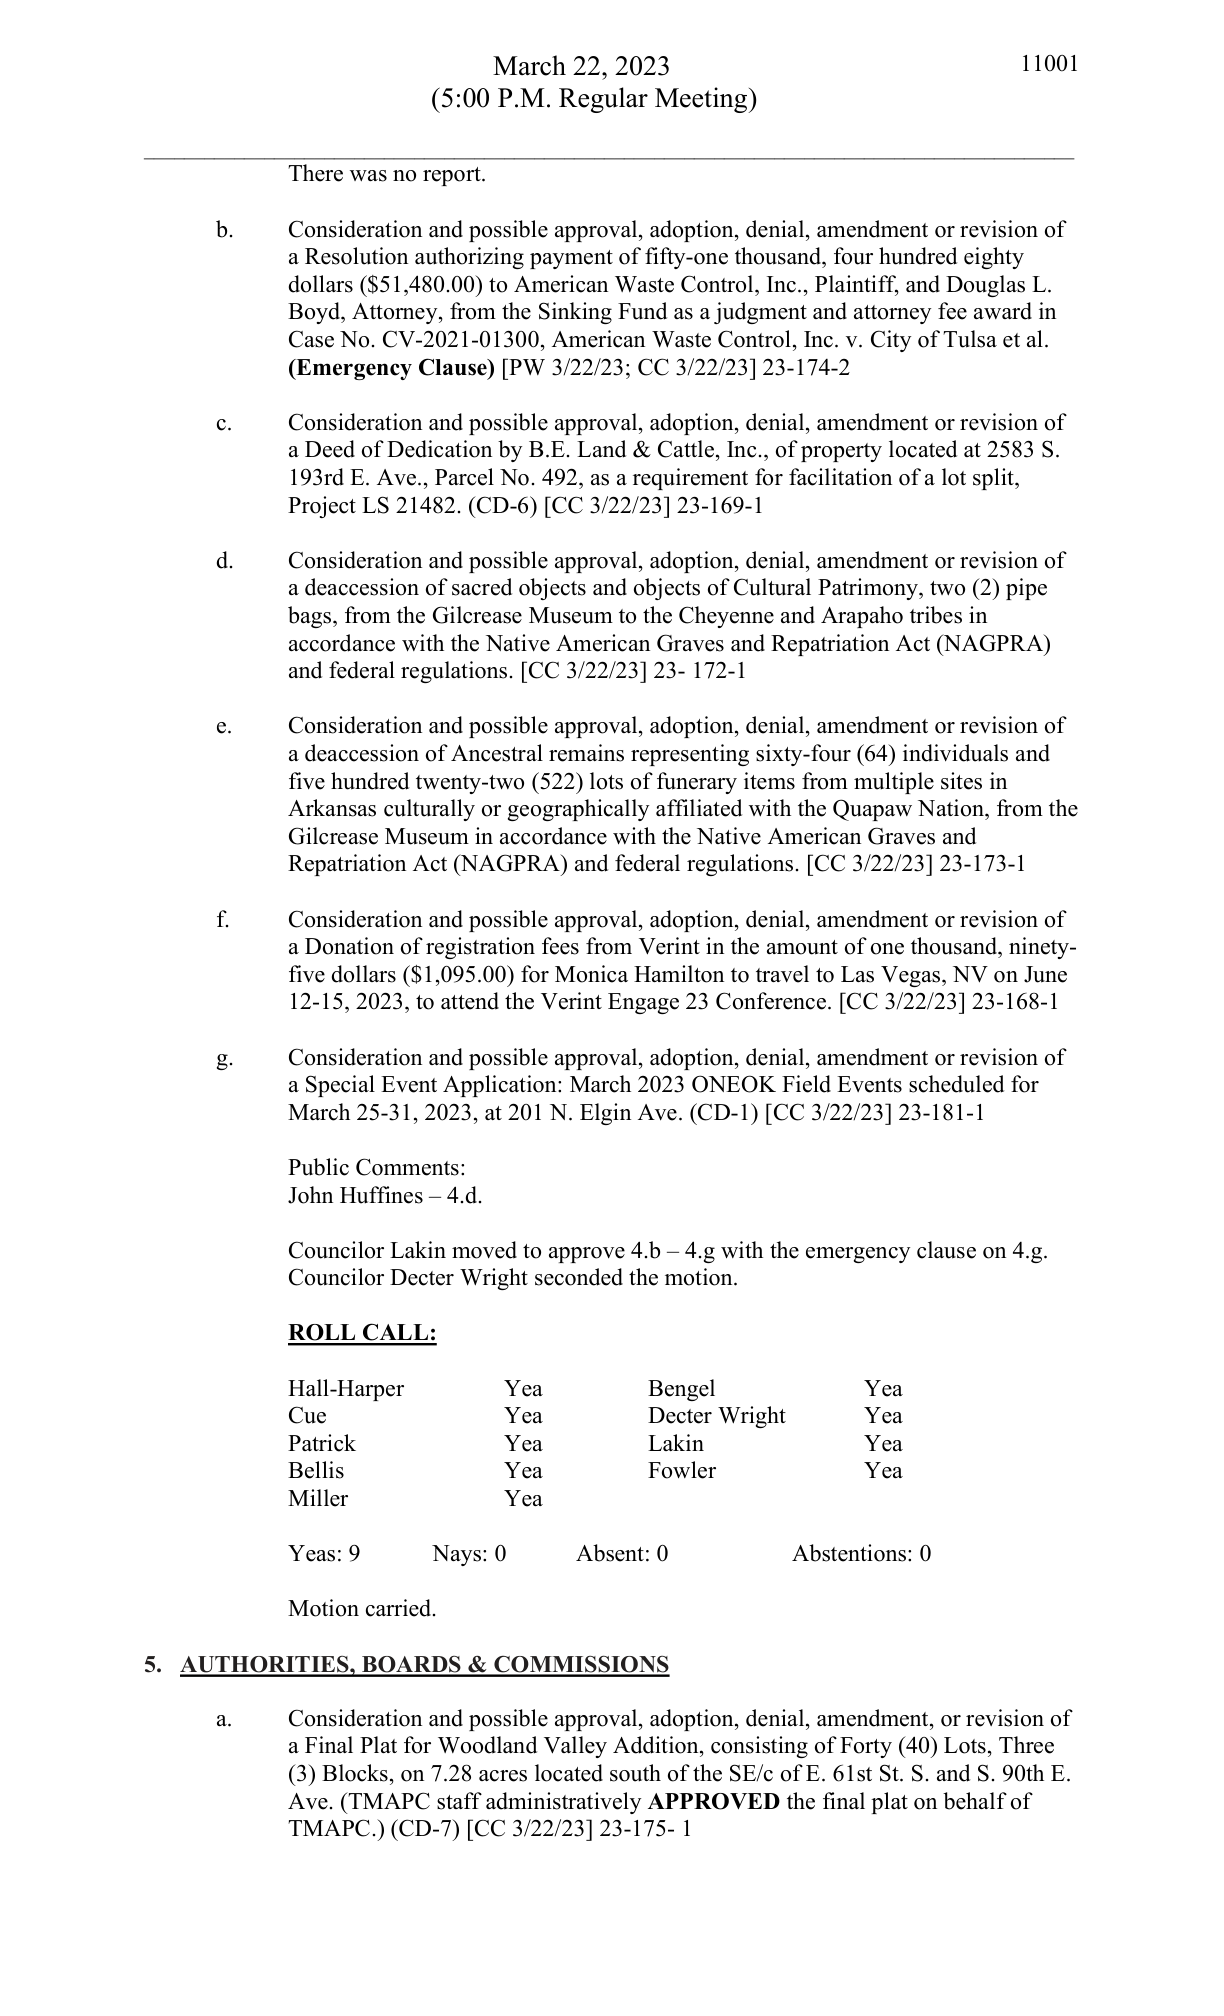 March 22, 2023
11001
(5:00 P.M. Regular Meeting)
There was no report.
b. Consideration and possible approval, adoption, denial, amendment or revision of
a Resolution authorizing payment of fifty-one thousand, four hundred eighty
dollars ($51,480.00) to American Waste Control, Inc., Plaintiff, and Douglas L.
Boyd, Attorney, from the Sinking Fund as a judgment and attorney fee award in
Case No. CV-2021-01300, American Waste Control, Inc. v. City of Tulsa et al.
(Emergency Clause) [PW 3/22/23; CC 3/22/23] 23-174-2
c. Consideration and possible approval, adoption, denial, amendment or revision of
a Deed of Dedication by B.E. Land & Cattle, Inc., of property located at 2583 S.
193rd E. Ave., Parcel No. 492, as a requirement for facilitation of a lot split,
Project LS 21482. (CD-6) [CC 3/22/23] 23-169-1
d. Consideration and possible approval, adoption, denial, amendment or revision of
a deaccession of sacred objects and objects of Cultural Patrimony, two (2) pipe
bags, from the Gilcrease Museum to the Cheyenne and Arapaho tribes in
accordance with the Native American Graves and Repatriation Act (NAGPRA)
and federal regulations. [CC 3/22/23] 23- 172-1
e. Consideration and possible approval, adoption, denial, amendment or revision of
a deaccession of Ancestral remains representing sixty-four (64) individuals and
five hundred twenty-two (522) lots of funerary items from multiple sites in
Arkansas culturally or geographically affiliated with the Quapaw Nation, from the
Gilcrease Museum in accordance with the Native American Graves and
Repatriation Act (NAGPRA) and federal regulations. [CC 3/22/23] 23-173-1
f. Consideration and possible approval, adoption, denial, amendment or revision of
a Donation of registration fees from Verint in the amount of one thousand, ninety-
five dollars ($1,095.00) for Monica Hamilton to travel to Las Vegas, NV on June
12-15, 2023, to attend the Verint Engage 23 Conference. [CC 3/22/23] 23-168-1
g. Consideration and possible approval, adoption, denial, amendment or revision of
a Special Event Application: March 2023 ONEOK Field Events scheduled for
March 25-31, 2023, at 201 N. Elgin Ave. (CD-1) [CC 3/22/23] 23-181-1
Public Comments:
John Huffines – 4.d.
Councilor Lakin moved to approve 4.b – 4.g with the emergency clause on 4.g.
Councilor Decter Wright seconded the motion.
ROLL CALL:
Hall-Harper Yea Bengel Yea
Cue Yea Decter Wright Yea
Patrick Yea Lakin Yea
Bellis Yea Fowler Yea
Miller Yea
Yeas: 9 Nays: 0 Absent: 0 Abstentions: 0
Motion carried.
5. AUTHORITIES, BOARDS & COMMISSIONS
a. Consideration and possible approval, adoption, denial, amendment, or revision of
a Final Plat for Woodland Valley Addition, consisting of Forty (40) Lots, Three
(3) Blocks, on 7.28 acres located south of the SE/c of E. 61st St. S. and S. 90th E.
Ave. (TMAPC staff administratively APPROVED the final plat on behalf of
TMAPC.) (CD-7) [CC 3/22/23] 23-175- 1